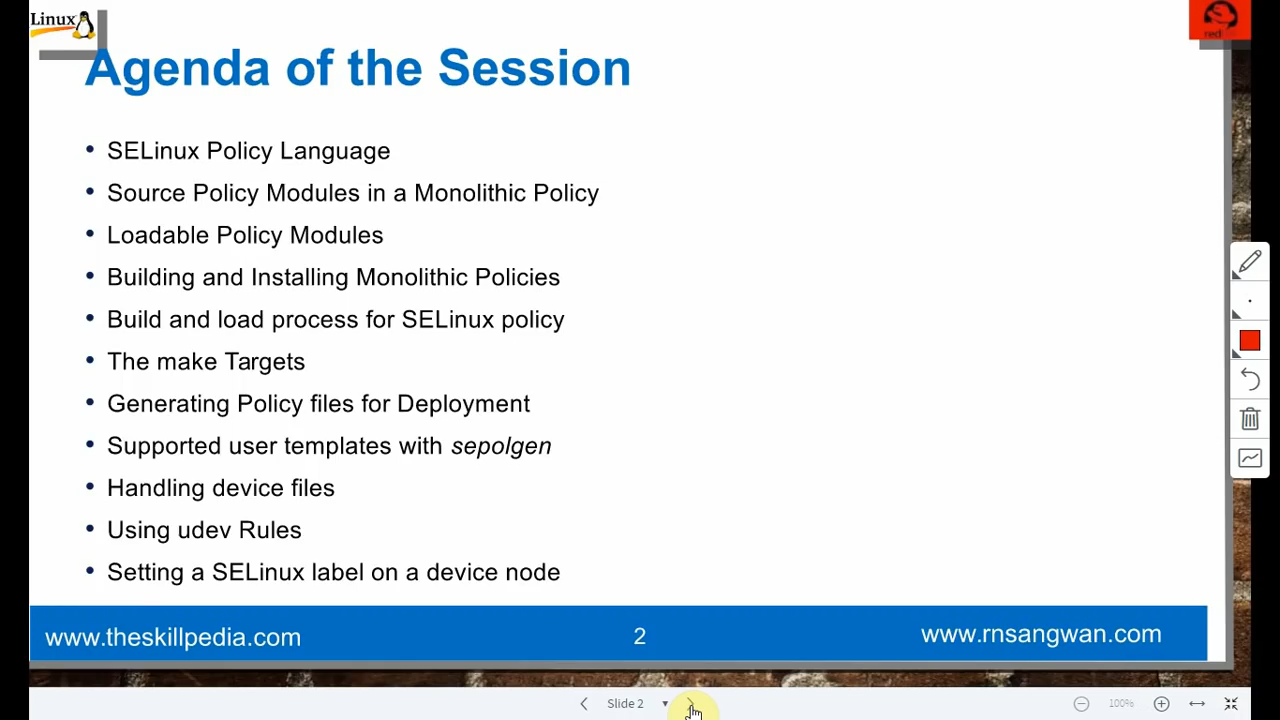 Linux
red
Agenda of the Session
• SELinux Policy Language
• Source Policy Modules in a Monolithic Policy
• Loadable Policy Modules
• Building and Installing Monolithic Policies
• Build and load process for SELinux policy
• The make Targets
• Generating Policy files for Deployment
• Supported user templates with sepolgen
• Handling device files
• Using udev Rules
• Setting a SELinux label on a device node
www.theskillpedia.com 2 www.rnsangwan.com
Slide 2 100%